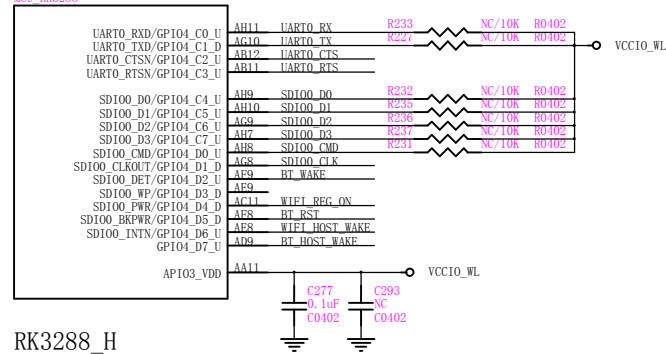 UART0_RXD/GPIO4_C0_U AH11 UART0_RX R233 NC/10K R0402
UART0_TXD/GPIO4_C1_D AG10 UART0_TX R227 NC/10K R0402
UART0_CTSN/GPIO4_C2_U AB12 UART0_CTS
VCCIO_WL
UART0_RTSN/GPIO4_C3_U AB11 UART0_RTS
SDIO0_D0/GPIO4_C4_U AH9 SDIO0_D0 R232 NC/10K R0402
SDIO0_D1/GPIO4_C5_U AH10 SDIO0_D1 R235 NC/10K R0402
SDIO0_D2/GPIO4_C6_U AG9 SDIO0_D2 R236 NC/10K R0402
SDIO0_D3/GPIO4_C7_U AH7 SDIO0_D3 R237 NC/10K R0402
SDIO0_CMD/GPIO4_D0_U AH8 SDIO0_CMD R231 NC/10K R0402
SDIO0_CLKOUT/GPIO4_D1_D AG8 SDIO0_CLK
SDIO0_DET/GPIO4_D2_U AF9 BT_WAKE
SDIO0_WP/GPIO4_D3_D AE9
SDIO0_PWR/GPIO4_D4_D AC11 WIFI_REG_ON
SDIO0_BKPWR/GPIO4_D5_D AF8 BT_RST
SDIO0_INTN/GPIO4_D6_U AE8 WIFI_HOST_WAKE
GPIO4_D7_U AD9 BT_HOST_WAKE
APIO3_VDD AA11 VCCIO_WL
C277 C293
0.1uF NC
C0402 C0402
RK3288_H